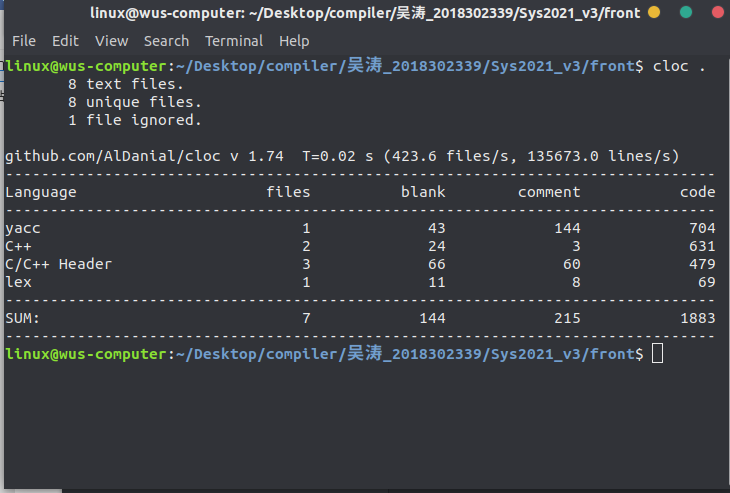 linux@wus-computer: ~/Desktop/compiler/吴涛_2018302339/Sys2021_v3/front
File Edit View Search Terminal Help
linux@wus-computer:~/Desktop/compiler/吴涛_2018302339/Sys2021_v3/front$ cloc .
       8 text files.
       8 unique files.
       1 file ignored.
github.com/AlDanial/cloc v 1.74  T=0.02 s (423.6 files/s, 135673.0 lines/s)
-------------------------------------------------------------------------------
Language                     files          blank        comment           code
-------------------------------------------------------------------------------
yacc                             1             43            144            704
C++                              2             24              3            631
C/C++ Header                     3             66             60            479
lex                              1             11              8             69
-------------------------------------------------------------------------------
SUM:                             7            144            215           1883
-------------------------------------------------------------------------------
linux@wus-computer:~/Desktop/compiler/吴涛_2018302339/Sys2021_v3/front$